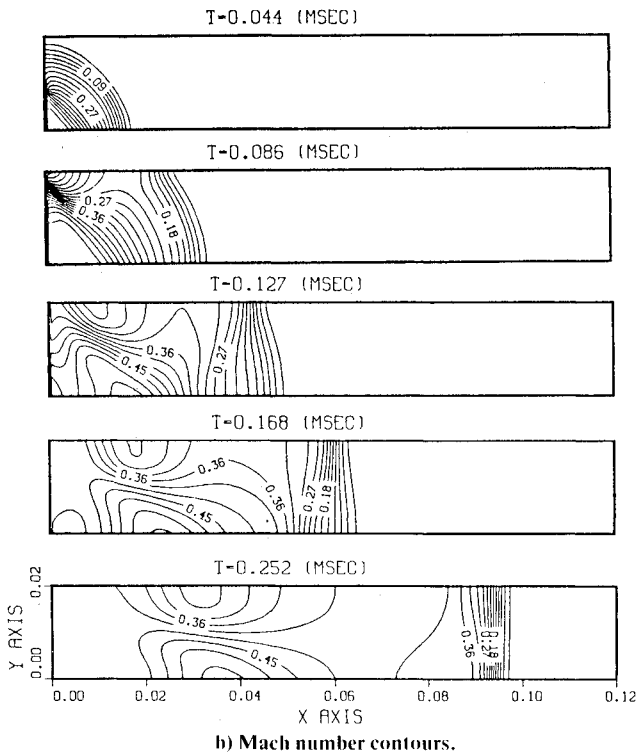 T=0.044 (MSEC)
0.09
0.27
T=0.086 (MSEC)
0.27
0.36
0.18
T=0.127 (MSEC)
0.36
0.45
0.27
T=0.168 (MSEC)
0.36
0.36
0.45
0.36
0.27
0.18
T=0.252 (MSEC)
0.02
0.00
Y AXIS
0.36
0.45
0.36
0.27
0.18
0.00 0.02 0.04 0.06 0.08 0.10 0.12
X AXIS
b) Mach number contours.